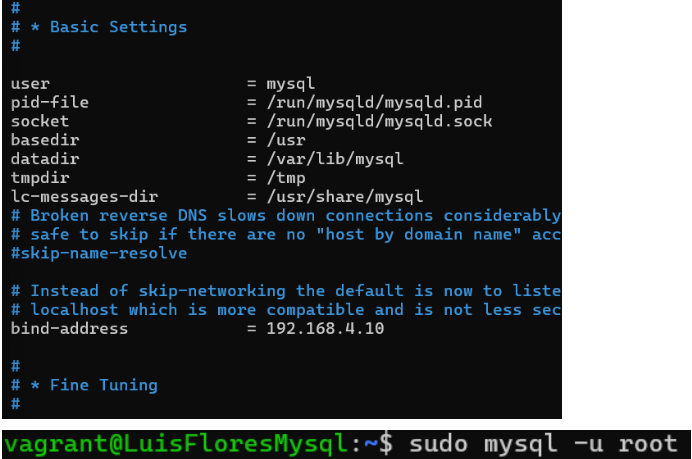 #
# * Basic Settings
#
user = mysql
pid-file = /run/mysqld/mysqld.pid
socket = /run/mysqld/mysqld.sock
basedir = /usr
datadir = /var/lib/mysql
tmpdir = /tmp
lc-messages-dir = /usr/share/mysql
# Broken reverse DNS slows down connections considerably
# safe to skip if there are no "host by domain name" acc
#skip-name-resolve
# Instead of skip-networking the default is now to liste
# localhost which is more compatible and is not less sec
bind-address = 192.168.4.10
#
# * Fine Tuning
#
vagrant@LuisFloresMysql:~$ sudo mysql -u root